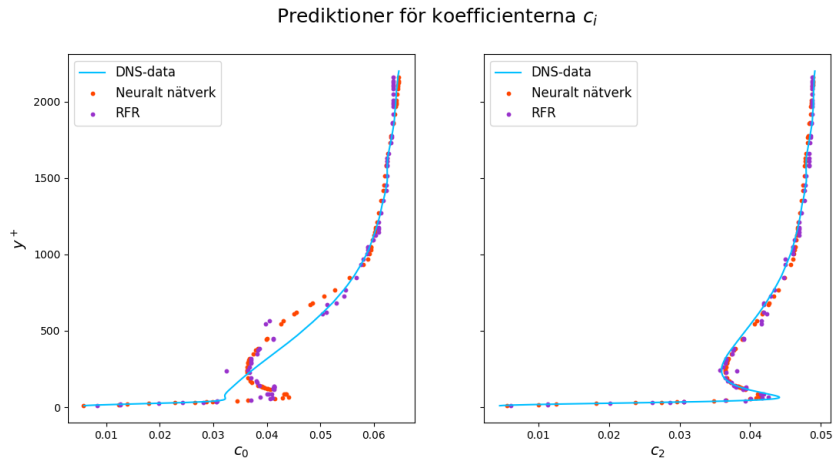 Prediktioner för koefficienterna c_i
DNS-data
Neuralt nätverk
RFR
DNS-data
Neuralt nätverk
RFR
y^+
2000
1500
1000
500
0
0.01 0.02 0.03 0.04 0.05 0.06
0.01 0.02 0.03 0.04 0.05
c_0
c_2